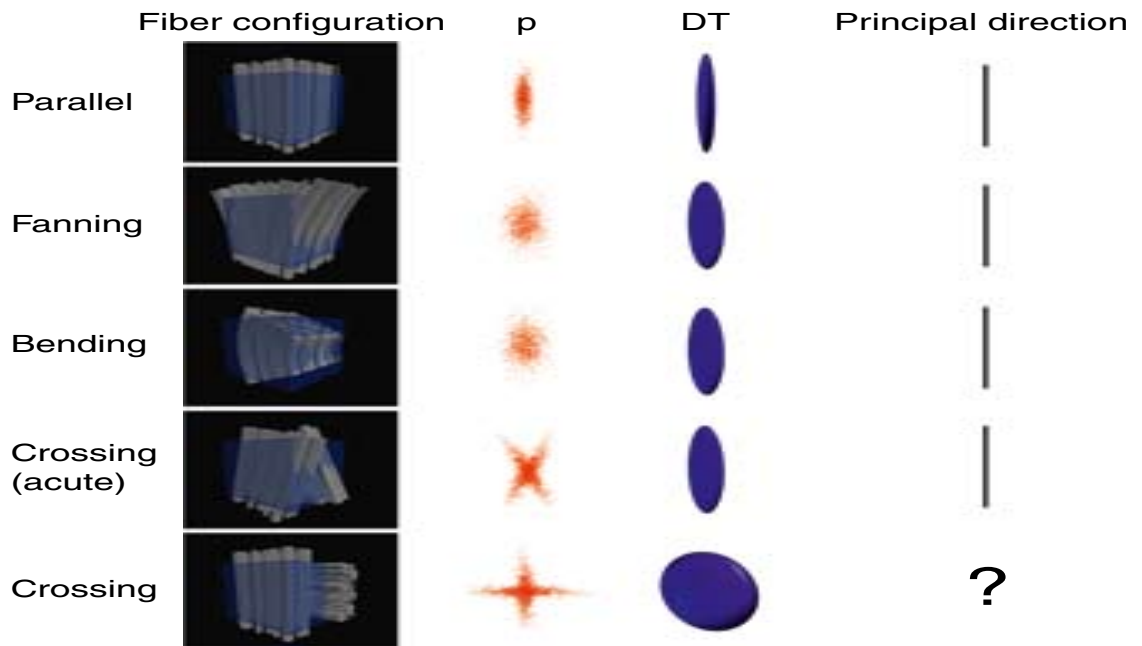 Fiber configuration p DT Principal direction
Parallel
Fanning
Bending
Crossing
(acute)
Crossing
?